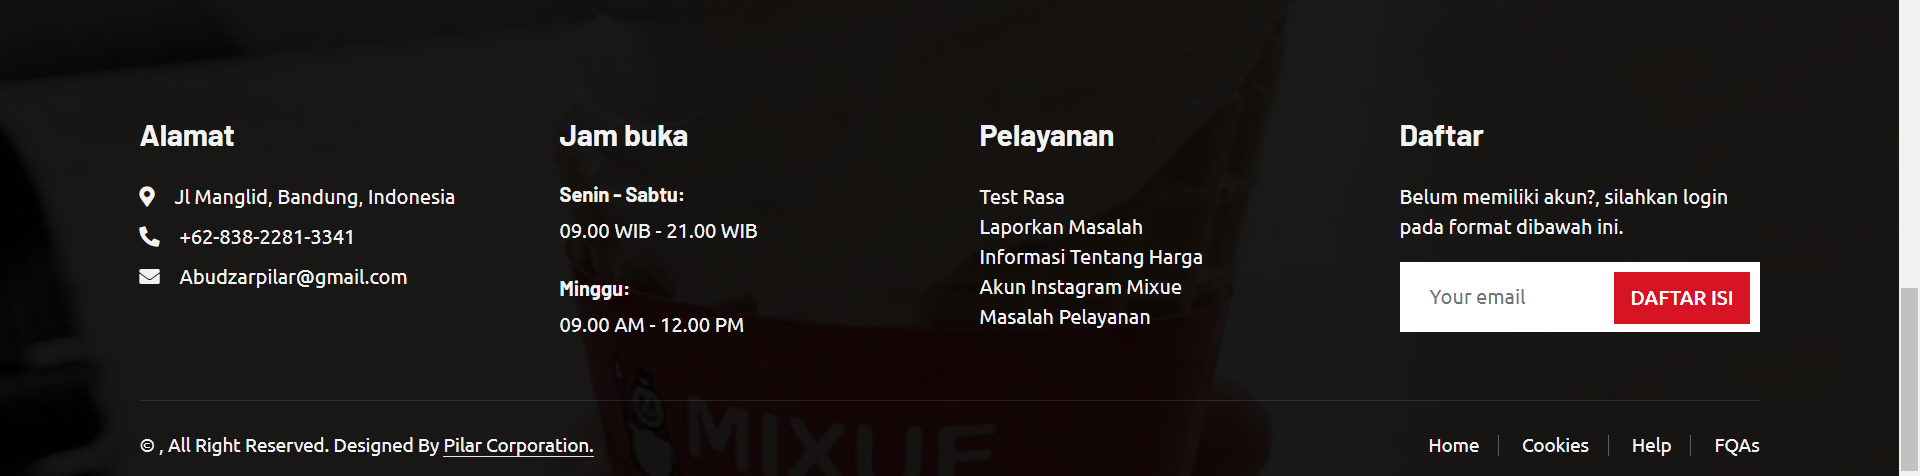 Alamat
Jl Manglid, Bandung, Indonesia
+62-838-2281-3341
Abudzarpilar@gmail.com
Jam buka
Senin - Sabtu:
09.00 WIB - 21.00 WIB
Minggu:
09.00 AM - 12.00 PM
Pelayanan
Test Rasa
Laporkan Masalah
Informasi Tentang Harga
Akun Instagram Mixue
Masalah Pelayanan
Daftar
Belum memiliki akun?, silahkan login
pada format dibawah ini.
Your email
DAFTAR ISI
MIXUE
© , All Right Reserved. Designed By Pilar Corporation.
Home
Cookies
Help
FQAs